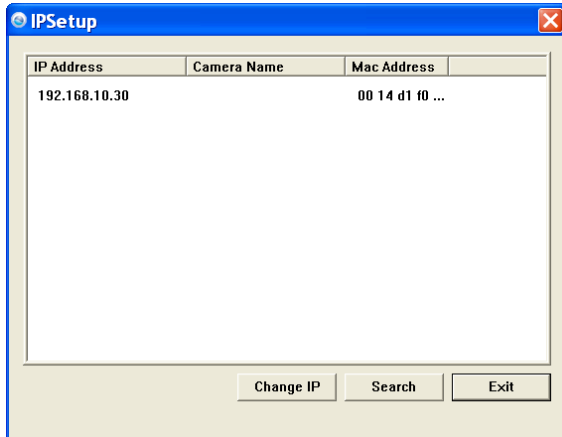 IPSetup
IP Address Camera Name Mac Address
192.168.10.30 00 14 d1 f0 ...
Change IP Search Exit